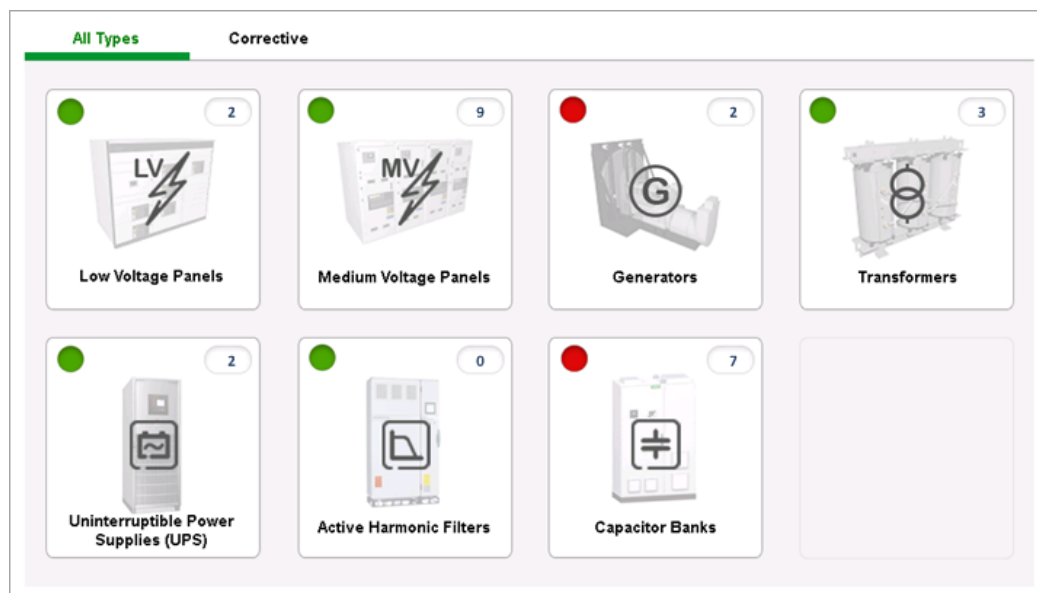 All Types Corrective
2 9 2 3
LV MV G
Low Voltage Panels Medium Voltage Panels Generators Transformers
2 0 7
Uninterruptible Power
Supplies (UPS) Active Harmonic Filters Capacitor Banks